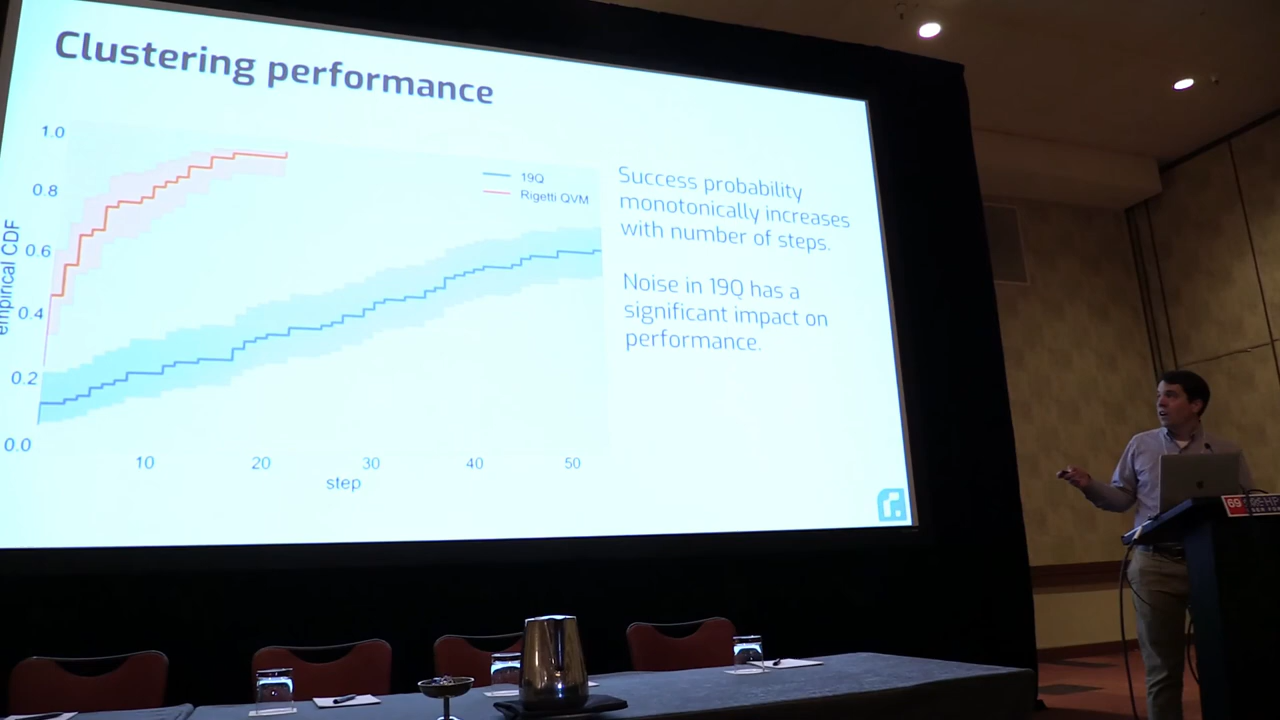 Clustering performance
1.0
0.8
0.6
0.4
0.2
0.0
empirical CDF
10 20 30 40 50
step
19Q
Rigetti QVM
Success probability
monotonically increases
with number of steps.
Noise in 19Q has a
significant impact on
performance.
69